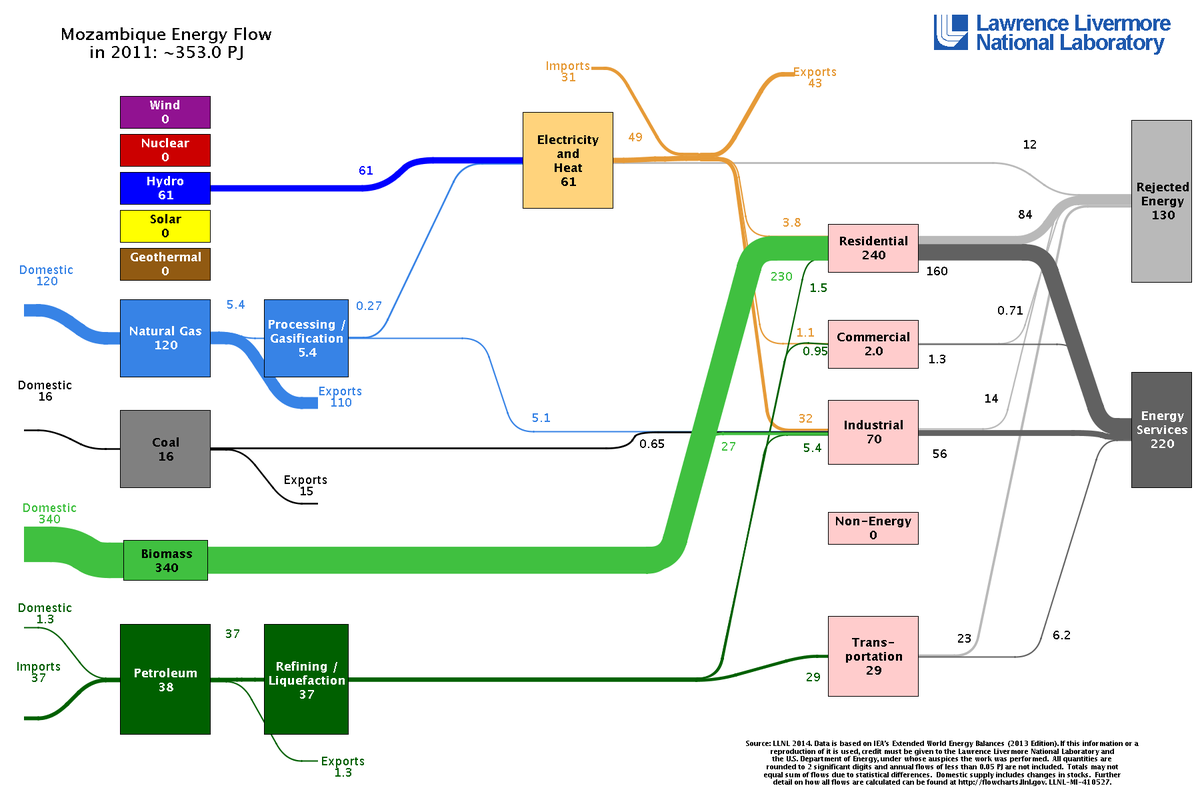 Mozambique Energy Flow
in 2011: ~353.0 PJ
Lawrence Livermore
National Laboratory
Wind
0
Nuclear
0
Hydro
61
Solar
0
Geothermal
0
61
Imports
31
Exports
43
Electricity
and
Heat
61
49
12
Rejected
Energy
130
Domestic
120
Natural Gas
120
5.4
Processing /
Gasification
5.4
0.27
Exports
110
5.1
Domestic
16
Coal
16
Exports
15
0.65
Domestic
340
Biomass
340
230
27
Domestic
1.3
Imports
37
Petroleum
38
37
Refining /
Liquefaction
37
Exports
1.3
3.8
Residential
240
84
160
1.5
1.1
0.95
Commercial
2.0
0.71
1.3
32
5.4
Industrial
70
14
56
Energy
Services
220
Non-Energy
0
Trans-
portation
29
29
23
6.2
Source: LLNL 2014. Data is based on IEA's Extended World Energy Balances (2013 Edition). If this information or a
reproduction of it is used, credit must be given to the Lawrence Livermore National Laboratory and
the U.S. Department of Energy, under whose auspices the work was performed. All quantities are
rounded to 2 significant digits and annual flows of less than 0.05 PJ are not included. Totals may not
equal sum of flows due to statistical differences. Domestic supply includes changes in stocks. Further
detail on how all flows are calculated can be found at http://flowcharts.llnl.gov. LLNL-MI-410527.